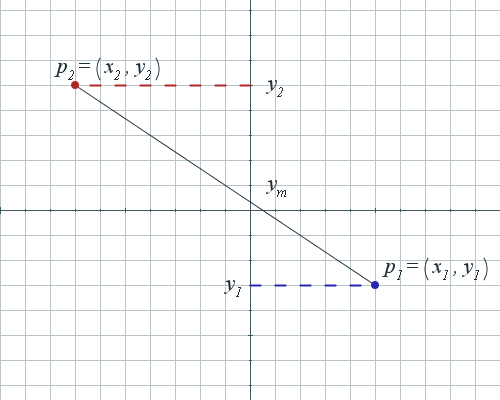 p₂ = (x₂, y₂)
y₂
yₘ
p₁ = (x₁, y₁)
y₁